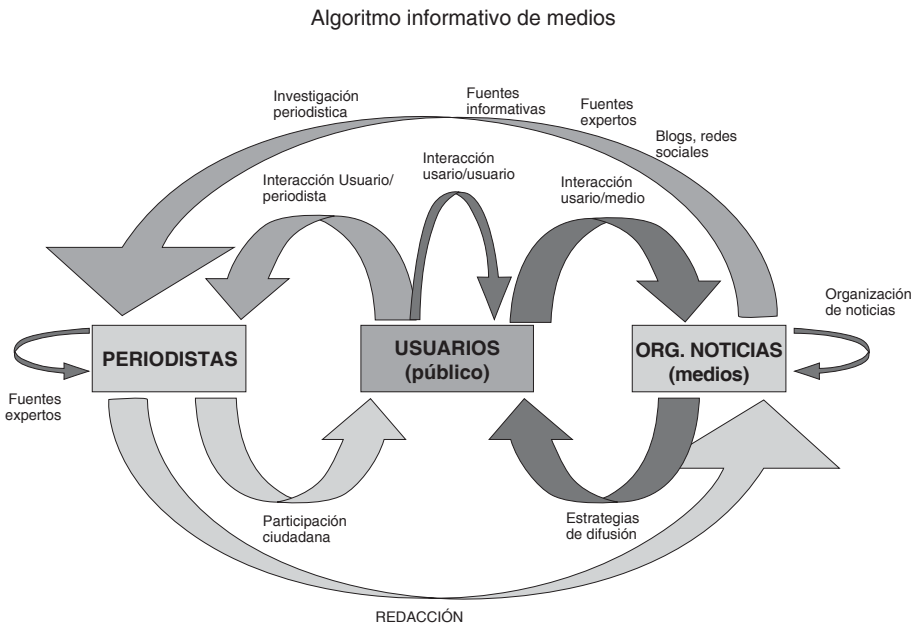 Algoritmo informativo de medios
Investigación
periodistica
Fuentes
informativas
Fuentes
expertos
Blogs, redes
sociales
Interacción Usuario/
periodista
Interacción
usario/usuario
Interacción
usario/medio
Organización
de noticias
PERIODISTAS
USUARIOS
(público)
ORG. NOTICIAS
(medios)
Fuentes
expertos
Participación
ciudadana
Estrategias
de difusión
REDACCIÓN